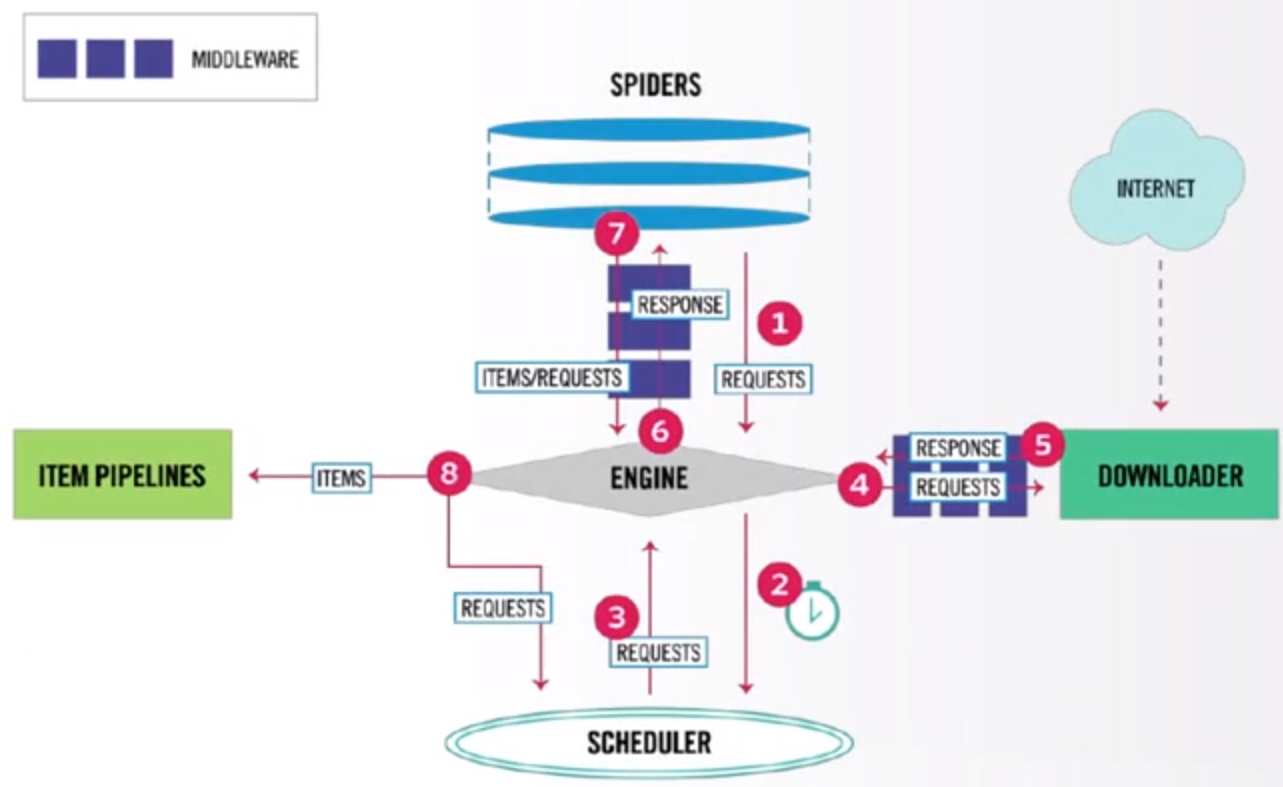 MIDDLEWARE
SPIDERS
INTERNET
7
RESPONSE
1
ITEMS/REQUESTS
REQUESTS
6
ITEM PIPELINES
ITEMS
8
ENGINE
4
RESPONSE
5
REQUESTS
DOWNLOADER
2
REQUESTS
3
REQUESTS
SCHEDULER